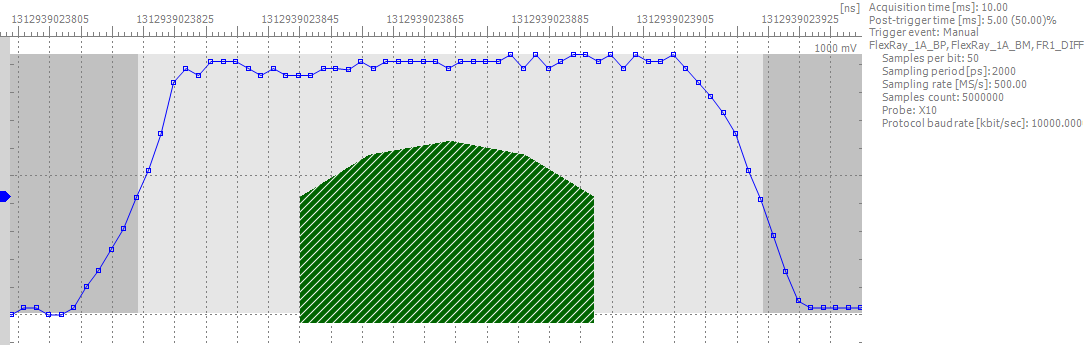 1312939023805 1312939023825 1312939023845 1312939023865 1312939023885 1312939023905 [ns] 1312939023925
1000 mV
Acquisition time [ms]: 10.00
Post-trigger time [ms]: 5.00 (50.00)%
Trigger event: Manual
FlexRay_1A_BP, FlexRay_1A_BM, FR1_DIFF
Samples per bit: 50
Sampling period [ps]: 2000
Sampling rate [MS/s]: 500.00
Samples count: 5000000
Probe: X10
Protocol baudrate [kbit/sec]: 10000.000